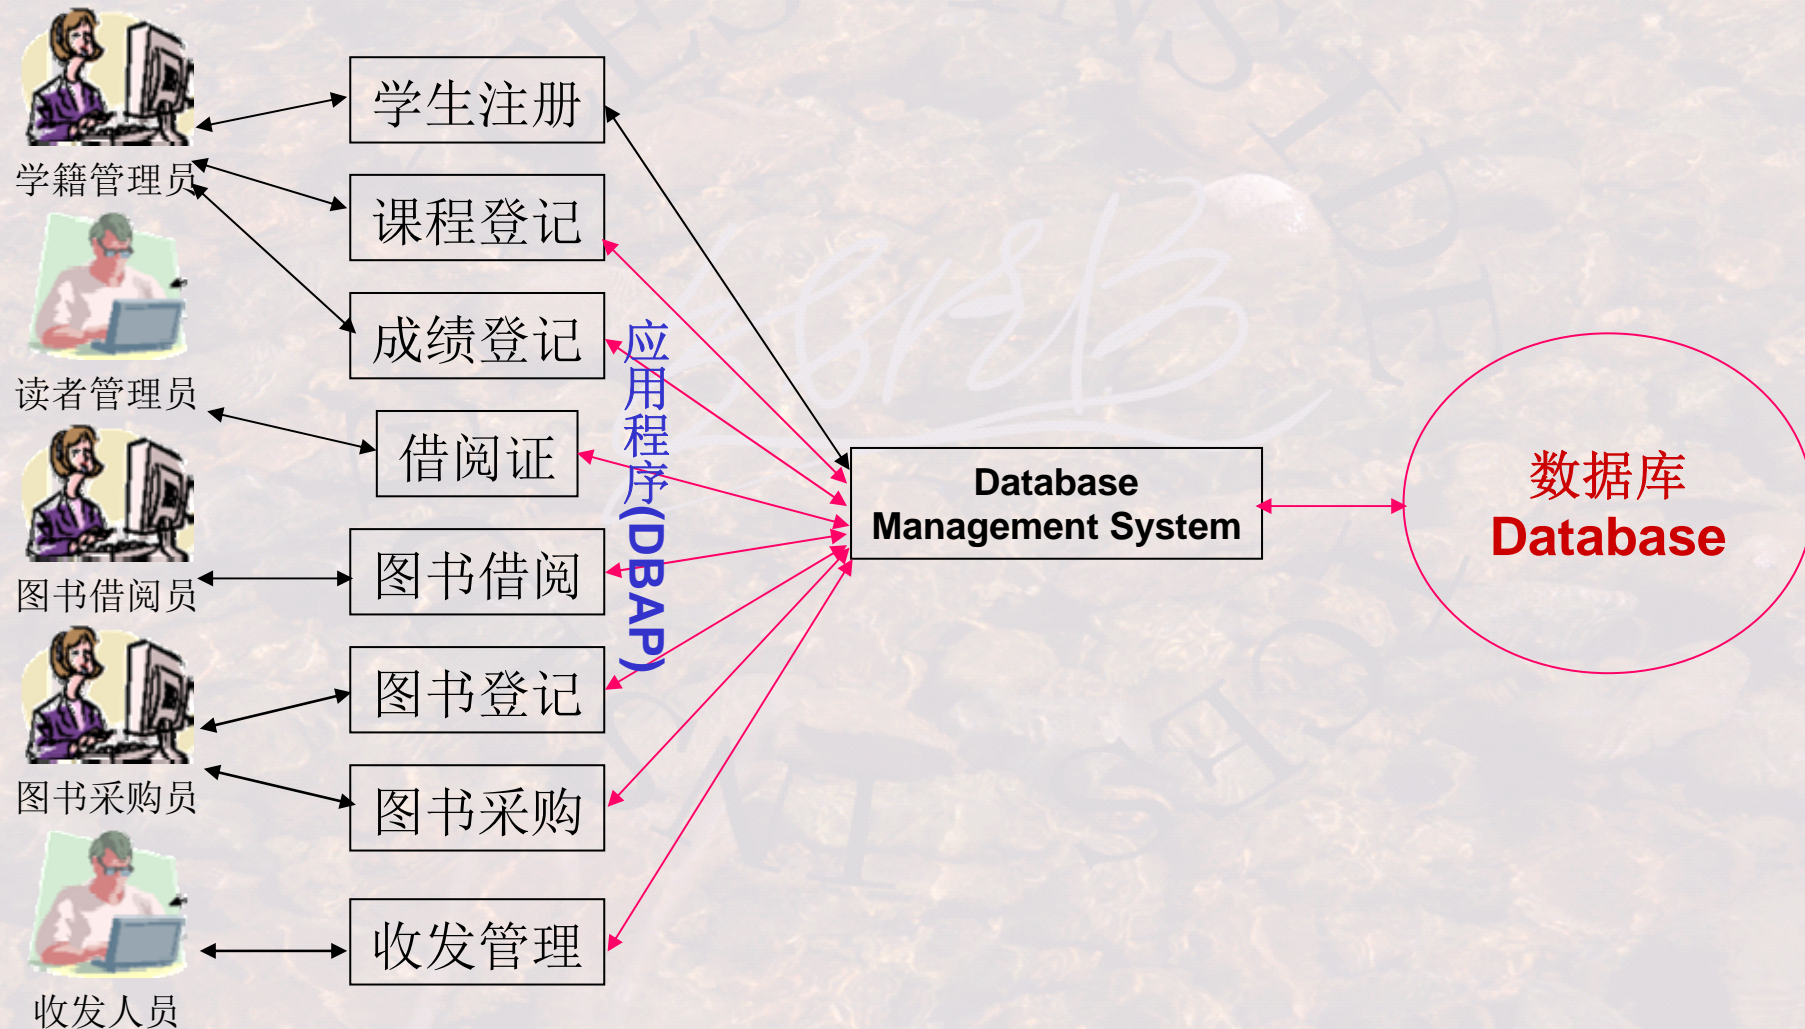 学籍管理员
读者管理员
图书借阅员
图书采购员
收发人员
学生注册
课程登记
成绩登记
借阅证
图书借阅
图书登记
图书采购
收发管理
应用程序(DBAP)
Database
Management System
数据库
Database